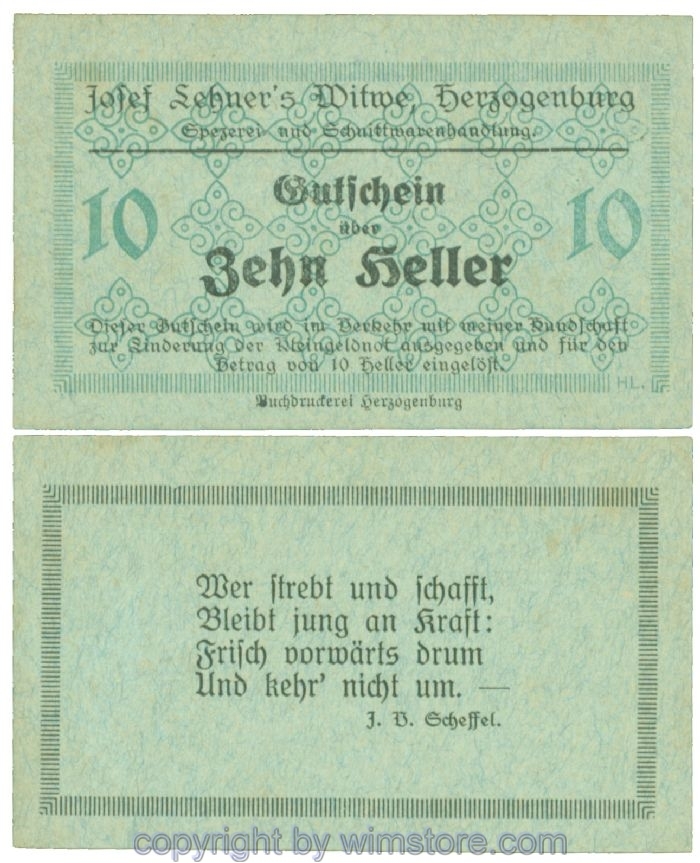 Josef Lehner's Witwe, Herzogenburg
Spezerei und Schnittwarenhandlung.
Gutschein
über
10 Zehn Heller 10
Dieser Gutschein wird im Verkehr mit meiner Kundschaft
zur Linderung der Kleingeldnot ausgegeben und für den
Betrag von 10 Heller eingelöst.
HL.
Buchdruckerei Herzogenburg
Wer strebt und schafft,
Bleibt jung an Kraft:
Frisch vorwärts drum
Und kehr' nicht um. —
J. V. Scheffel.
copyright by wimstore.com